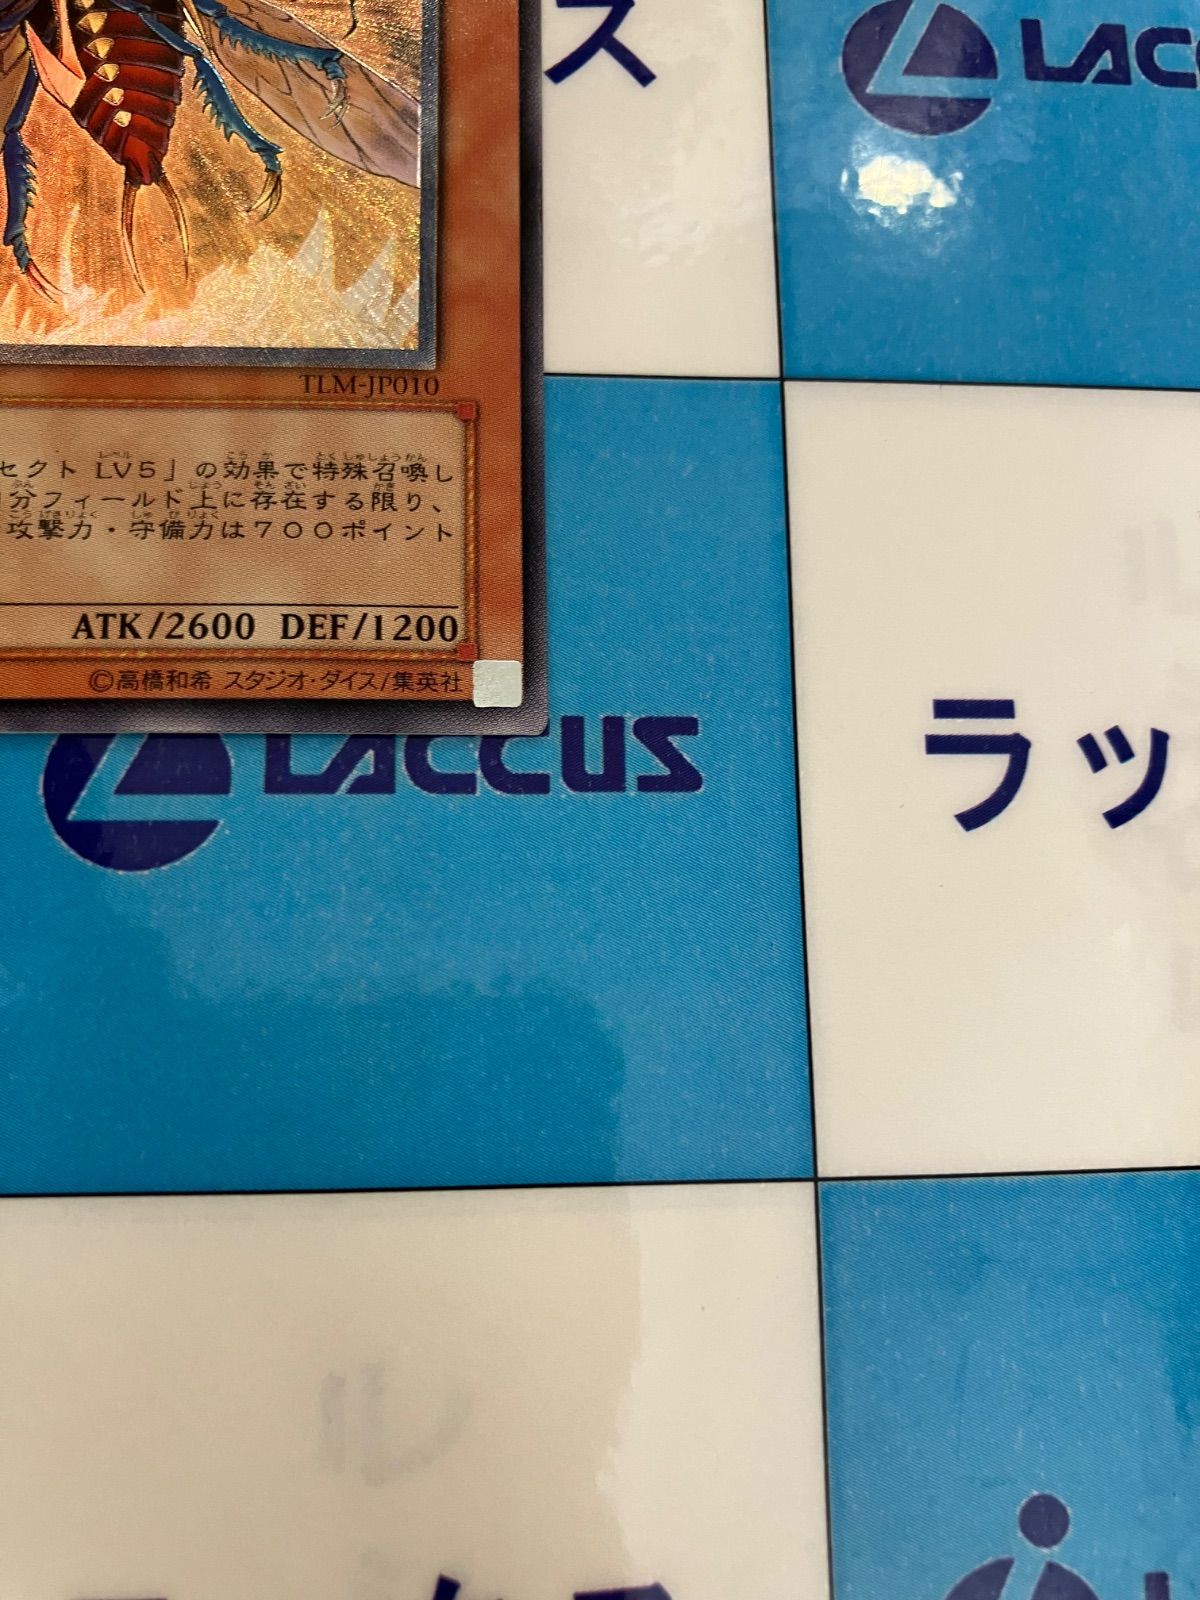 ス
LACC
TLM-JP010
セクト LV5」の効果で特殊召喚し
分フィールド上に存在する限り、
攻撃力・守備力は700ポイント
ATK/2600 DEF/1200
©高橋和希 スタジオ・ダイス/集英社
LACCUS
ラッ
ル